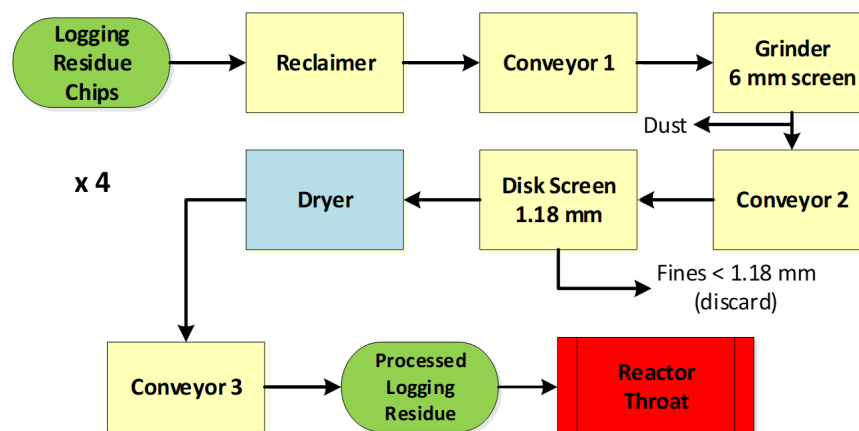 Logging
Residue
Chips
Reclaimer
Conveyor 1
Grinder
6 mm screen
Dust
x 4
Dryer
Disk Screen
1.18 mm
Conveyor 2
Fines < 1.18 mm
(discard)
Conveyor 3
Processed
Logging
Residue
Reactor
Throat